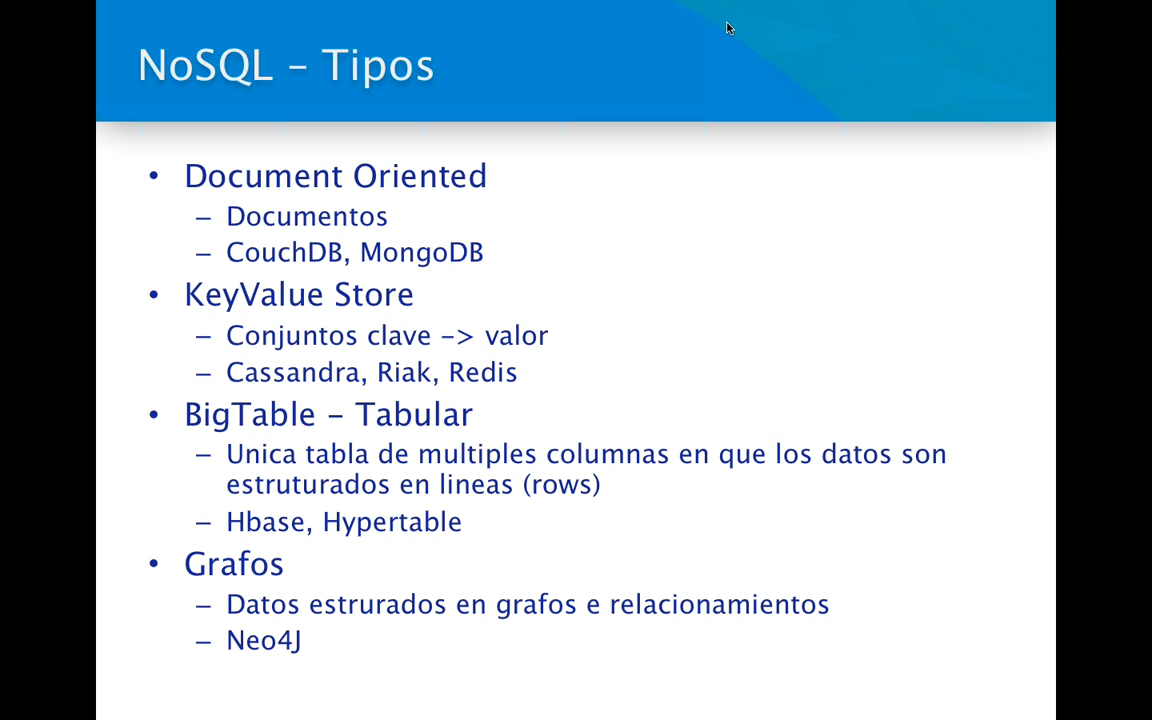 NoSQL – Tipos
• Document Oriented
– Documentos
– CouchDB, MongoDB
• KeyValue Store
– Conjuntos clave -> valor
– Cassandra, Riak, Redis
• BigTable – Tabular
– Unica tabla de multiples columnas en que los datos son
estruturados en lineas (rows)
– Hbase, Hypertable
• Grafos
– Datos estrurados en grafos e relacionamientos
– Neo4J